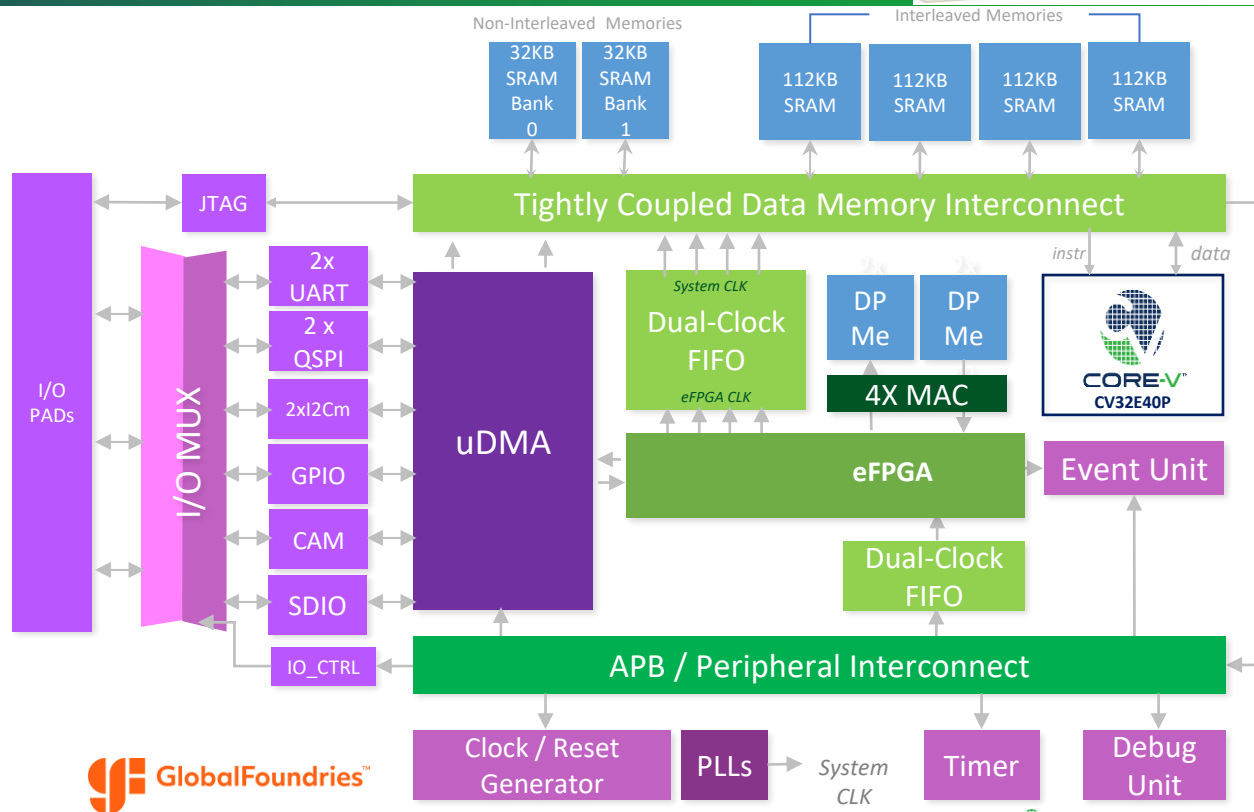 Non-Interleaved Memories
Interleaved Memories
32KB
SRAM
Bank
0
32KB
SRAM
Bank
1
112KB
SRAM
112KB
SRAM
112KB
SRAM
112KB
SRAM
I/O
PADs
JTAG
Tightly Coupled Data Memory Interconnect
instr
data
I/O MUX
2x
UART
2 x
QSPI
2xI2Cm
GPIO
CAM
SDIO
IO_CTRL
uDMA
System CLK
Dual-Clock
FIFO
eFPGA CLK
DP
Me
DP
Me
4X MAC
CORE-V™
CV32E40P
eFPGA
Event Unit
Dual-Clock
FIFO
APB / Peripheral Interconnect
GlobalFoundries™
Clock / Reset
Generator
PLLs
System
CLK
Timer
Debug
Unit